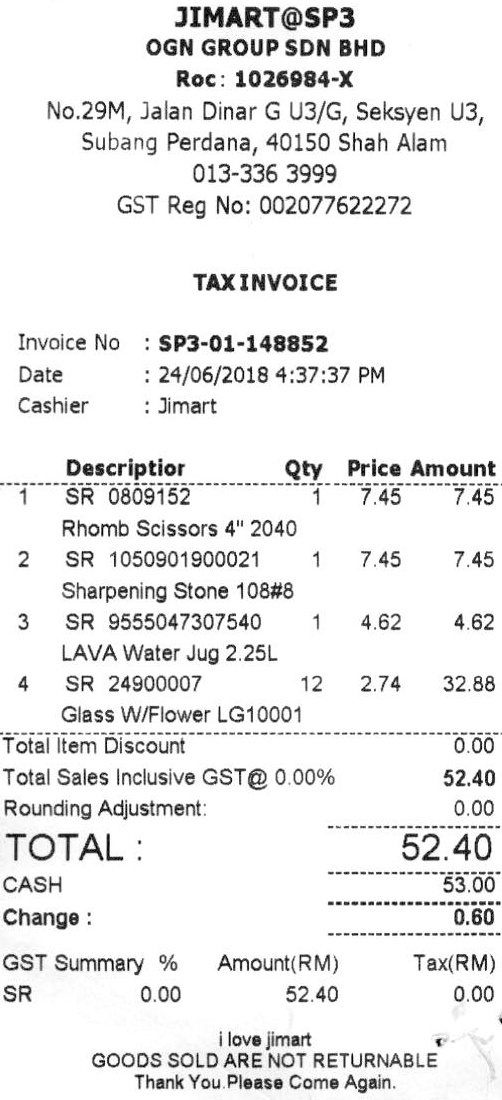 JIMART@SP3
OGN GROUP SDN BHD
Roc: 1026984-X
No.29M, Jalan Dinar G U3/G, Seksyen U3,
Subang Perdana, 40150 Shah Alam
013-336 3999
GST Reg No: 002077622272
TAX INVOICE
Invoice No : SP3-01-148852
Date : 24/06/2018 4:37:37 PM
Cashier : Jimart
Descriptior Qty Price Amount
1 SR 0809152 1 7.45 7.45
Rhomb Scissors 4" 2040
2 SR 1050901900021 1 7.45 7.45
Sharpening Stone 108#8
3 SR 9555047307540 1 4.62 4.62
LAVA Water Jug 2.25L
4 SR 24900007 12 2.74 32.88
Glass W/Flower LG10001
Total Item Discount 0.00
Total Sales Inclusive GST@ 0.00% 52.40
Rounding Adjustment: 0.00
TOTAL : 52.40
CASH 53.00
Change : 0.60
GST Summary % Amount(RM) Tax(RM)
SR 0.00 52.40 0.00
i love jimart
GOODS SOLD ARE NOT RETURNABLE
Thank You.Please Come Again.